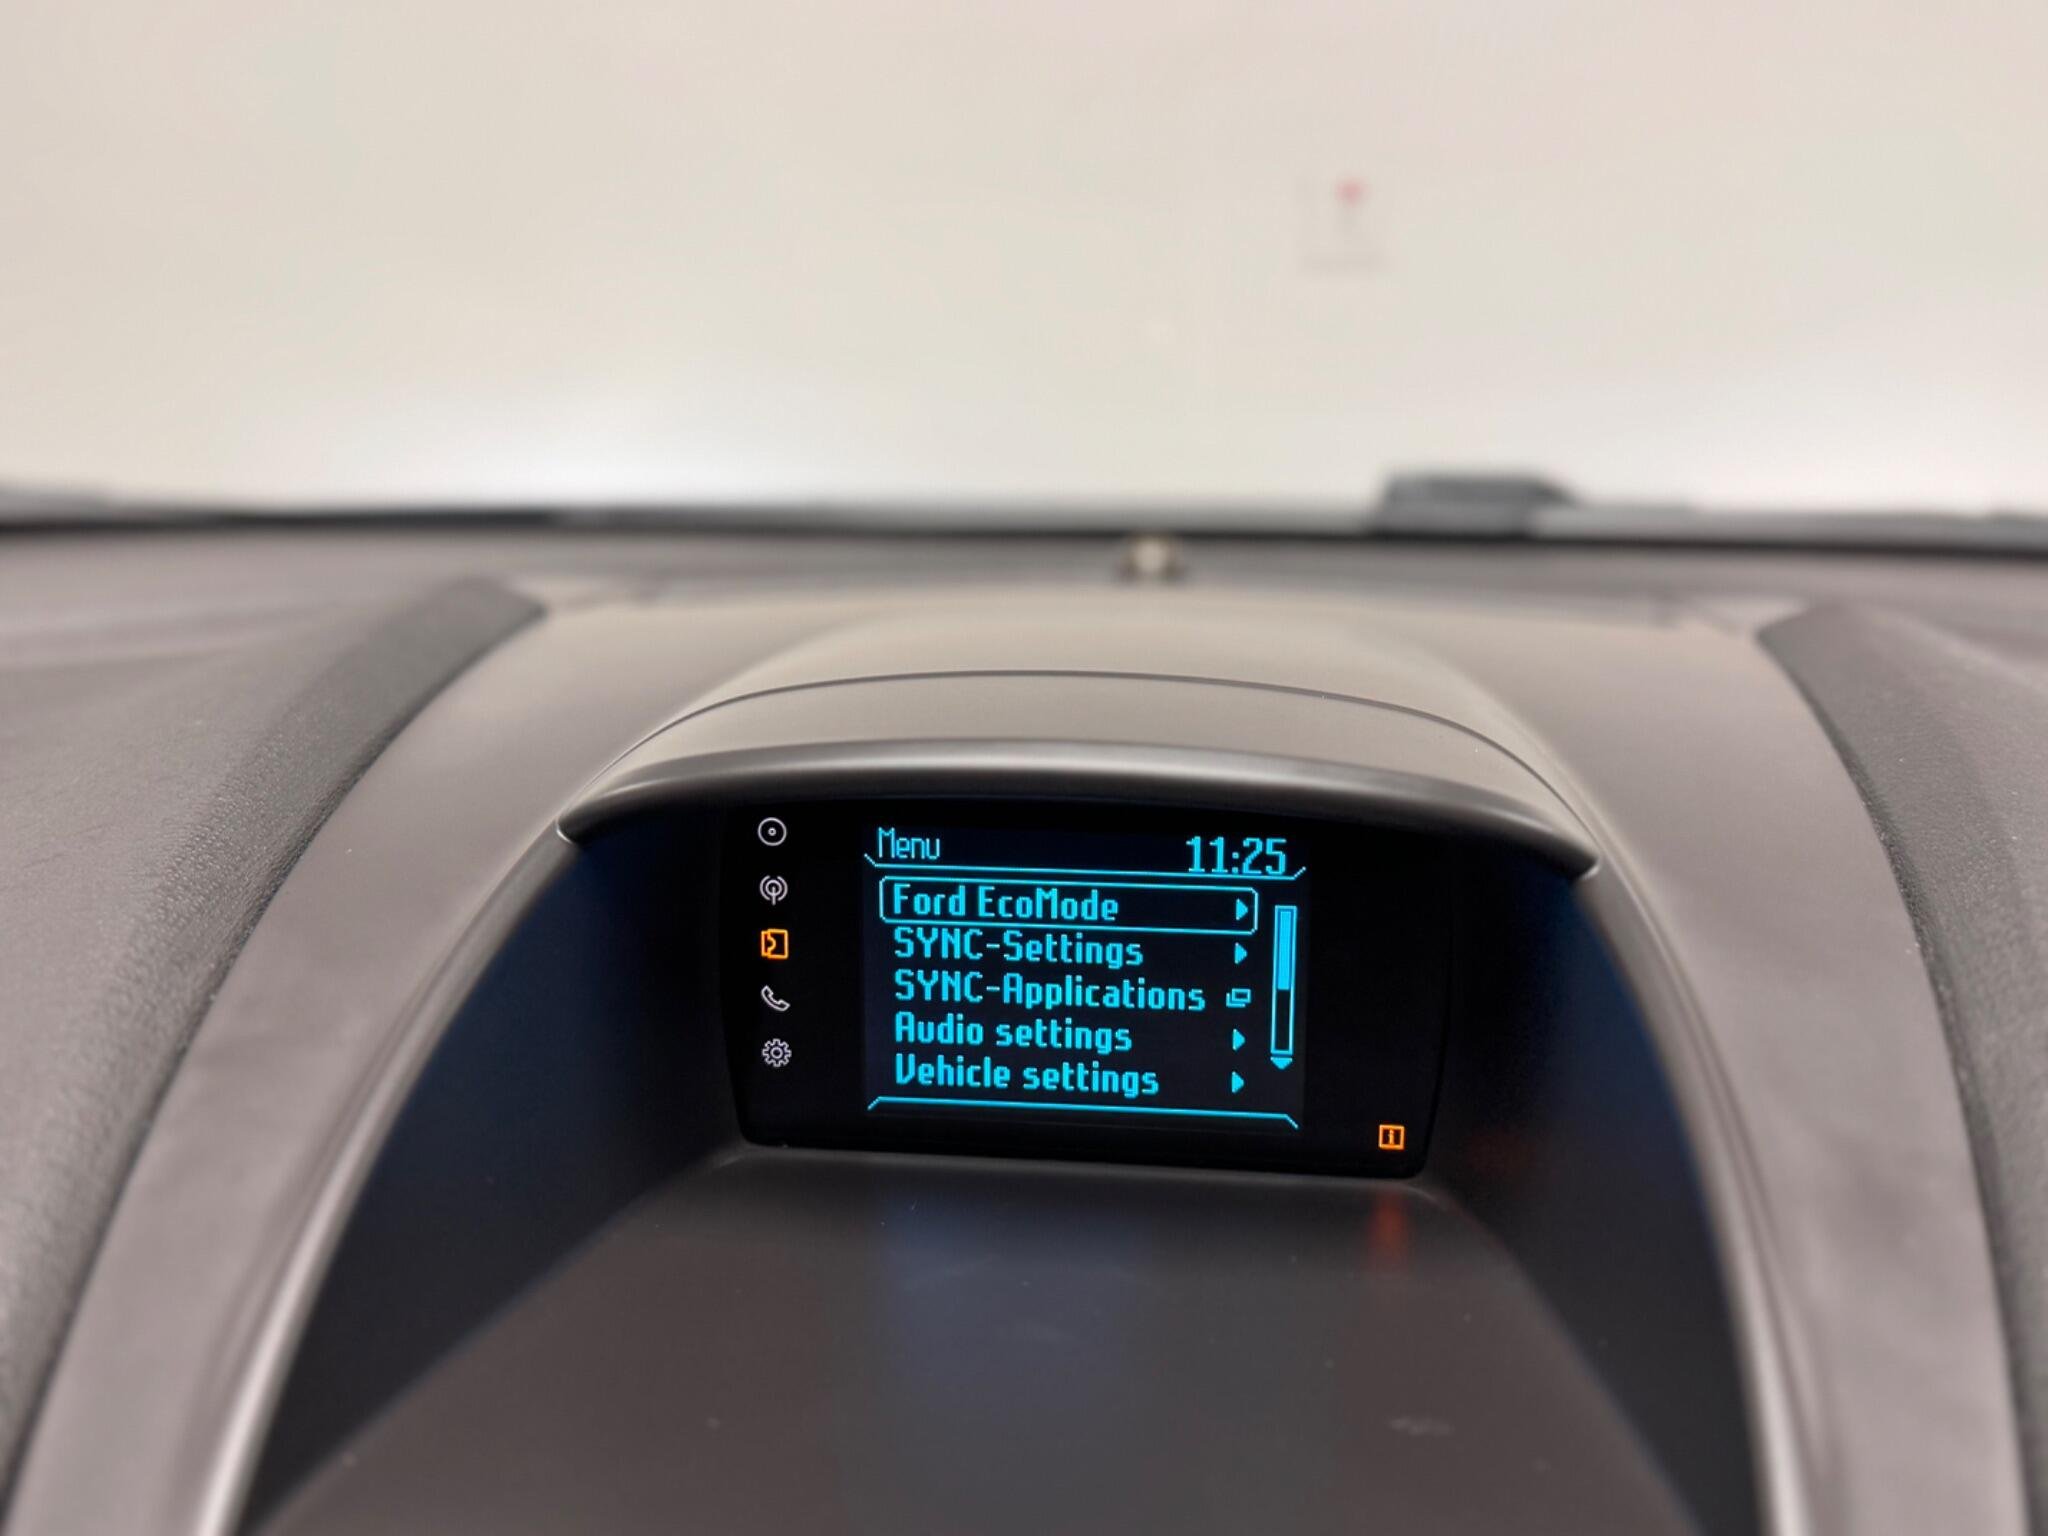 Menu 11:25
Ford EcoMode
SYNC-Settings
SYNC-Applications
Audio settings
Vehicle settings
i